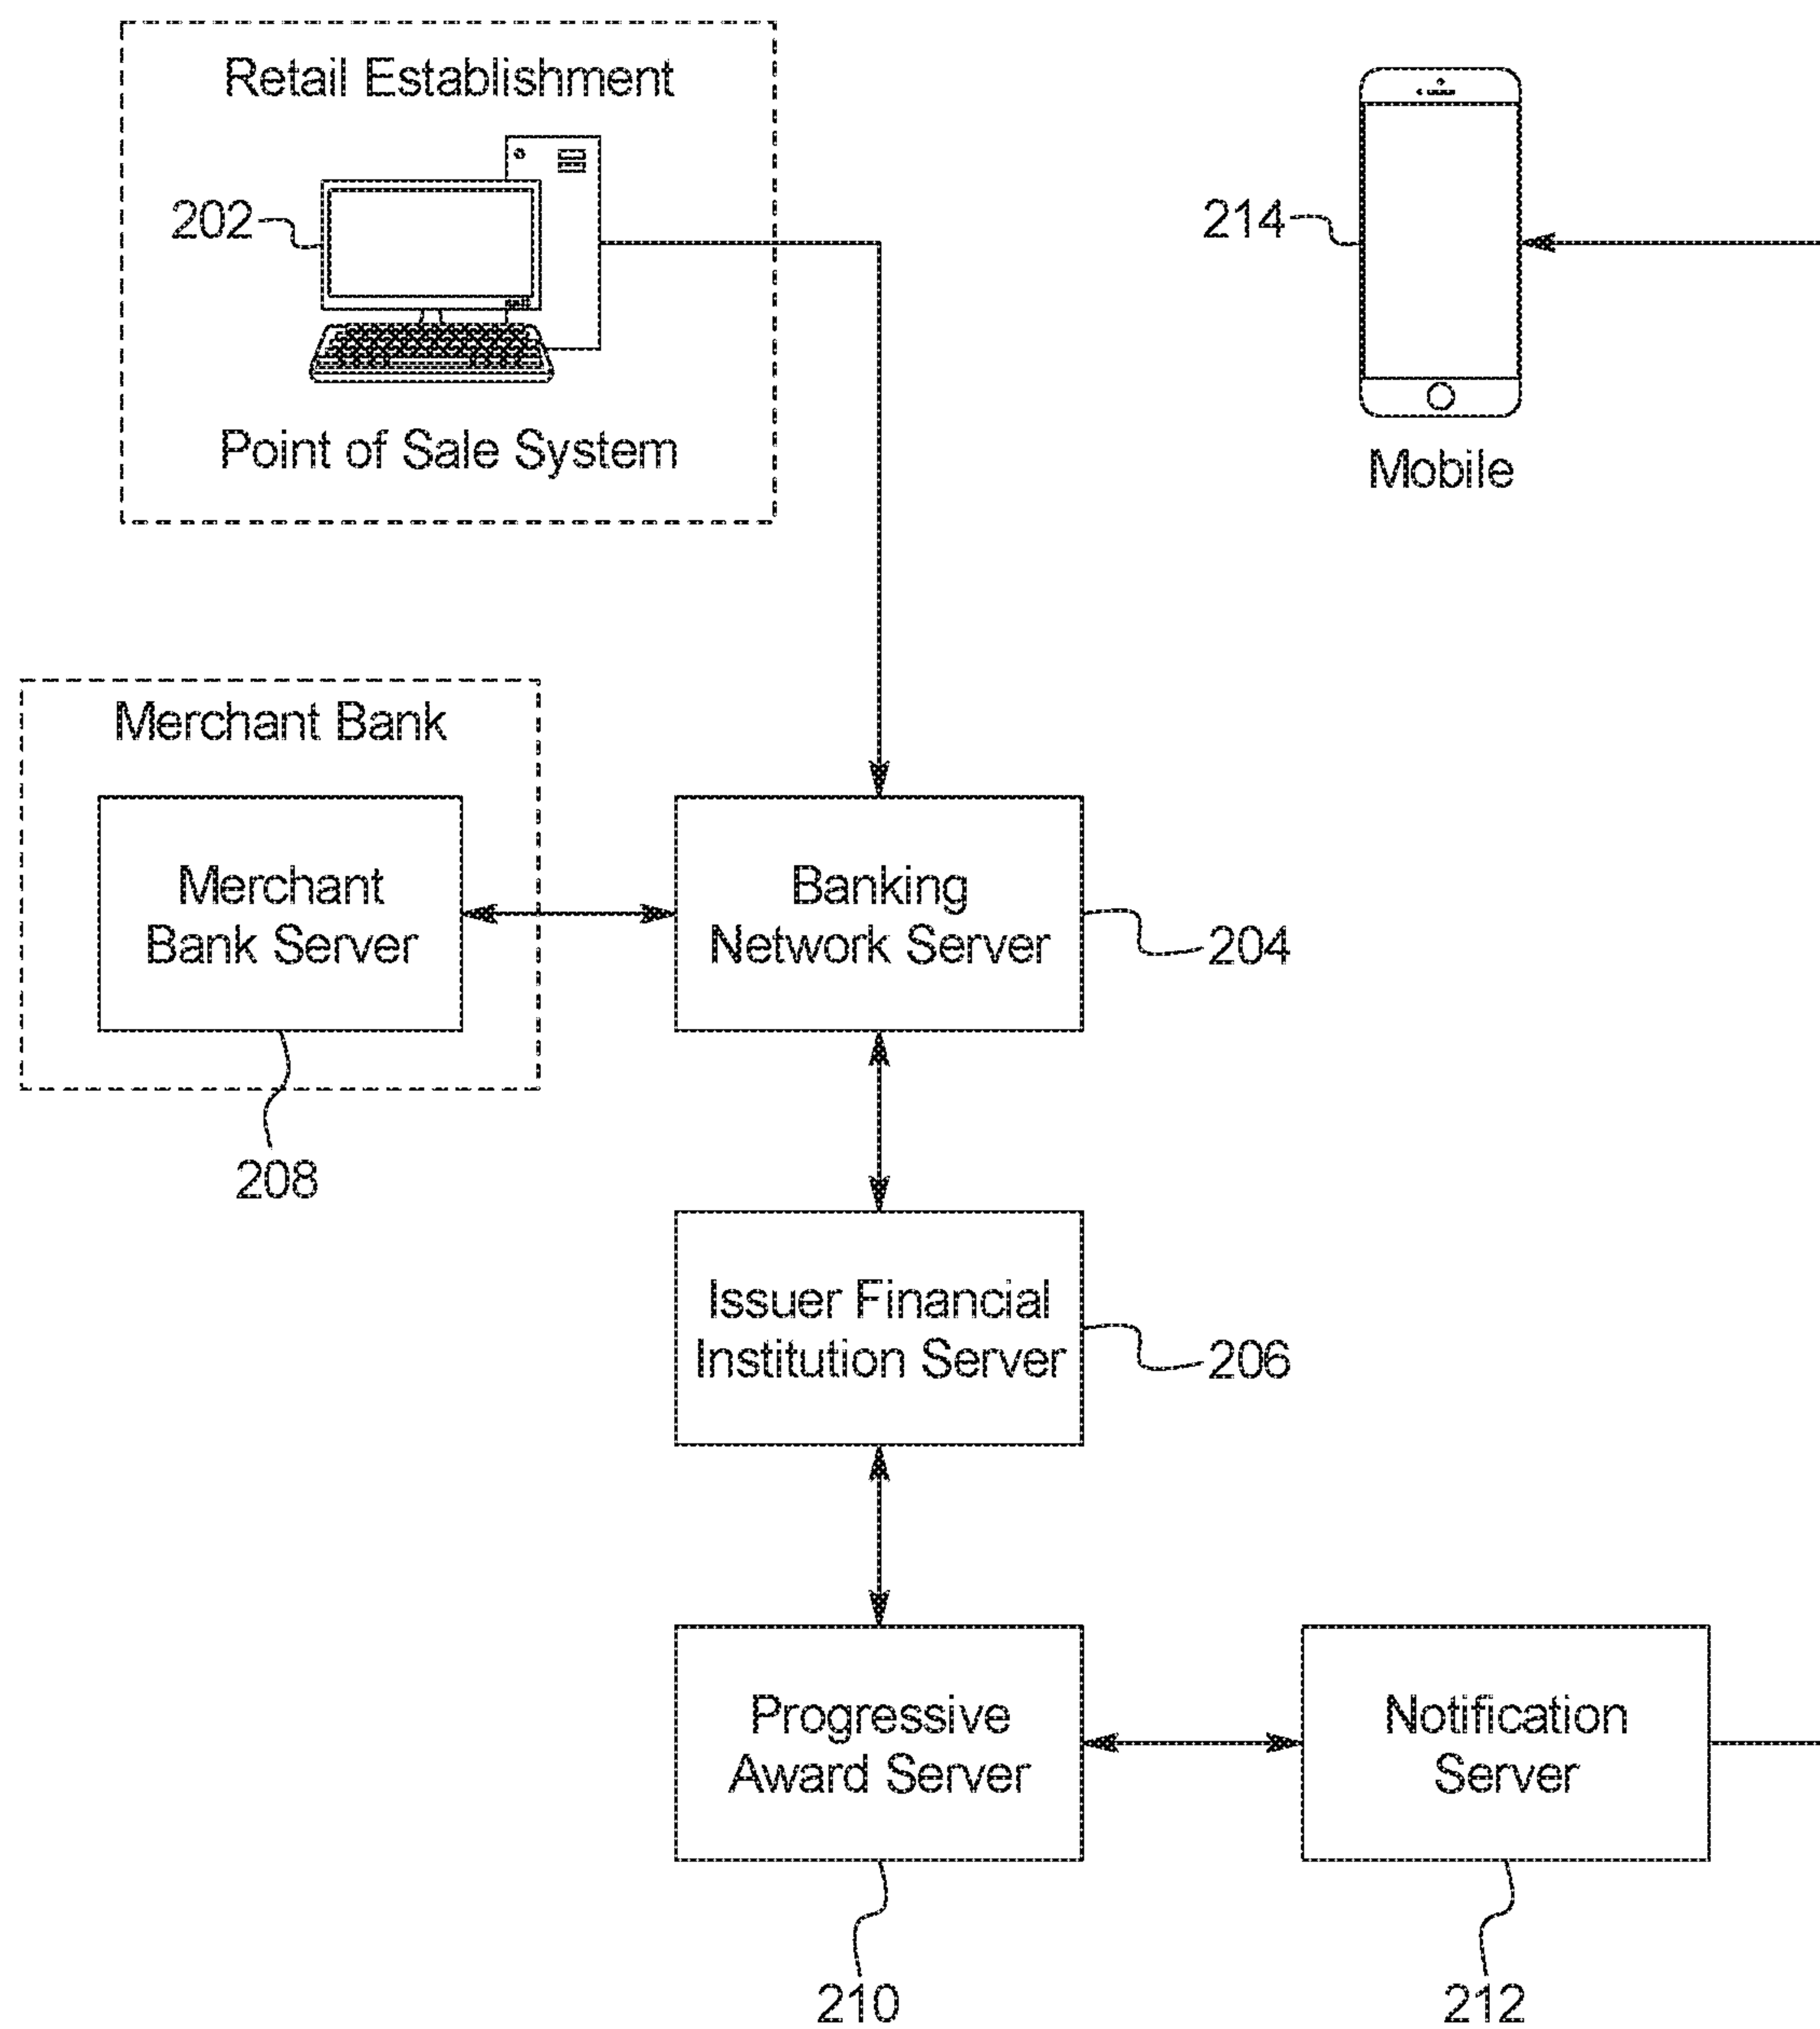 Retail Establishment
202
Point of Sale System
214
Mobile
Merchant Bank
Merchant
Bank Server
208
Banking
Network Server
204
Issuer Financial
Institution Server
206
Progressive
Award Server
210
Notification
Server
212